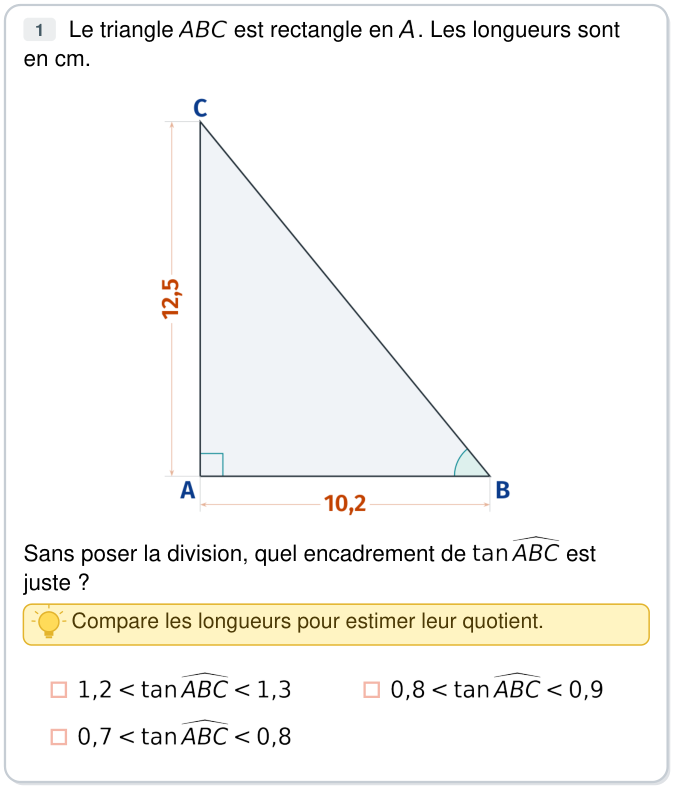 1 Le triangle ABC est rectangle en A. Les longueurs sont
en cm.
C
12,5
A
B
10,2
Sans poser la division, quel encadrement de tan ABC est
juste ?
Compare les longueurs pour estimer leur quotient.
1,2 < tan ABC < 1,3
0,8 < tan ABC < 0,9
0,7 < tan ABC < 0,8